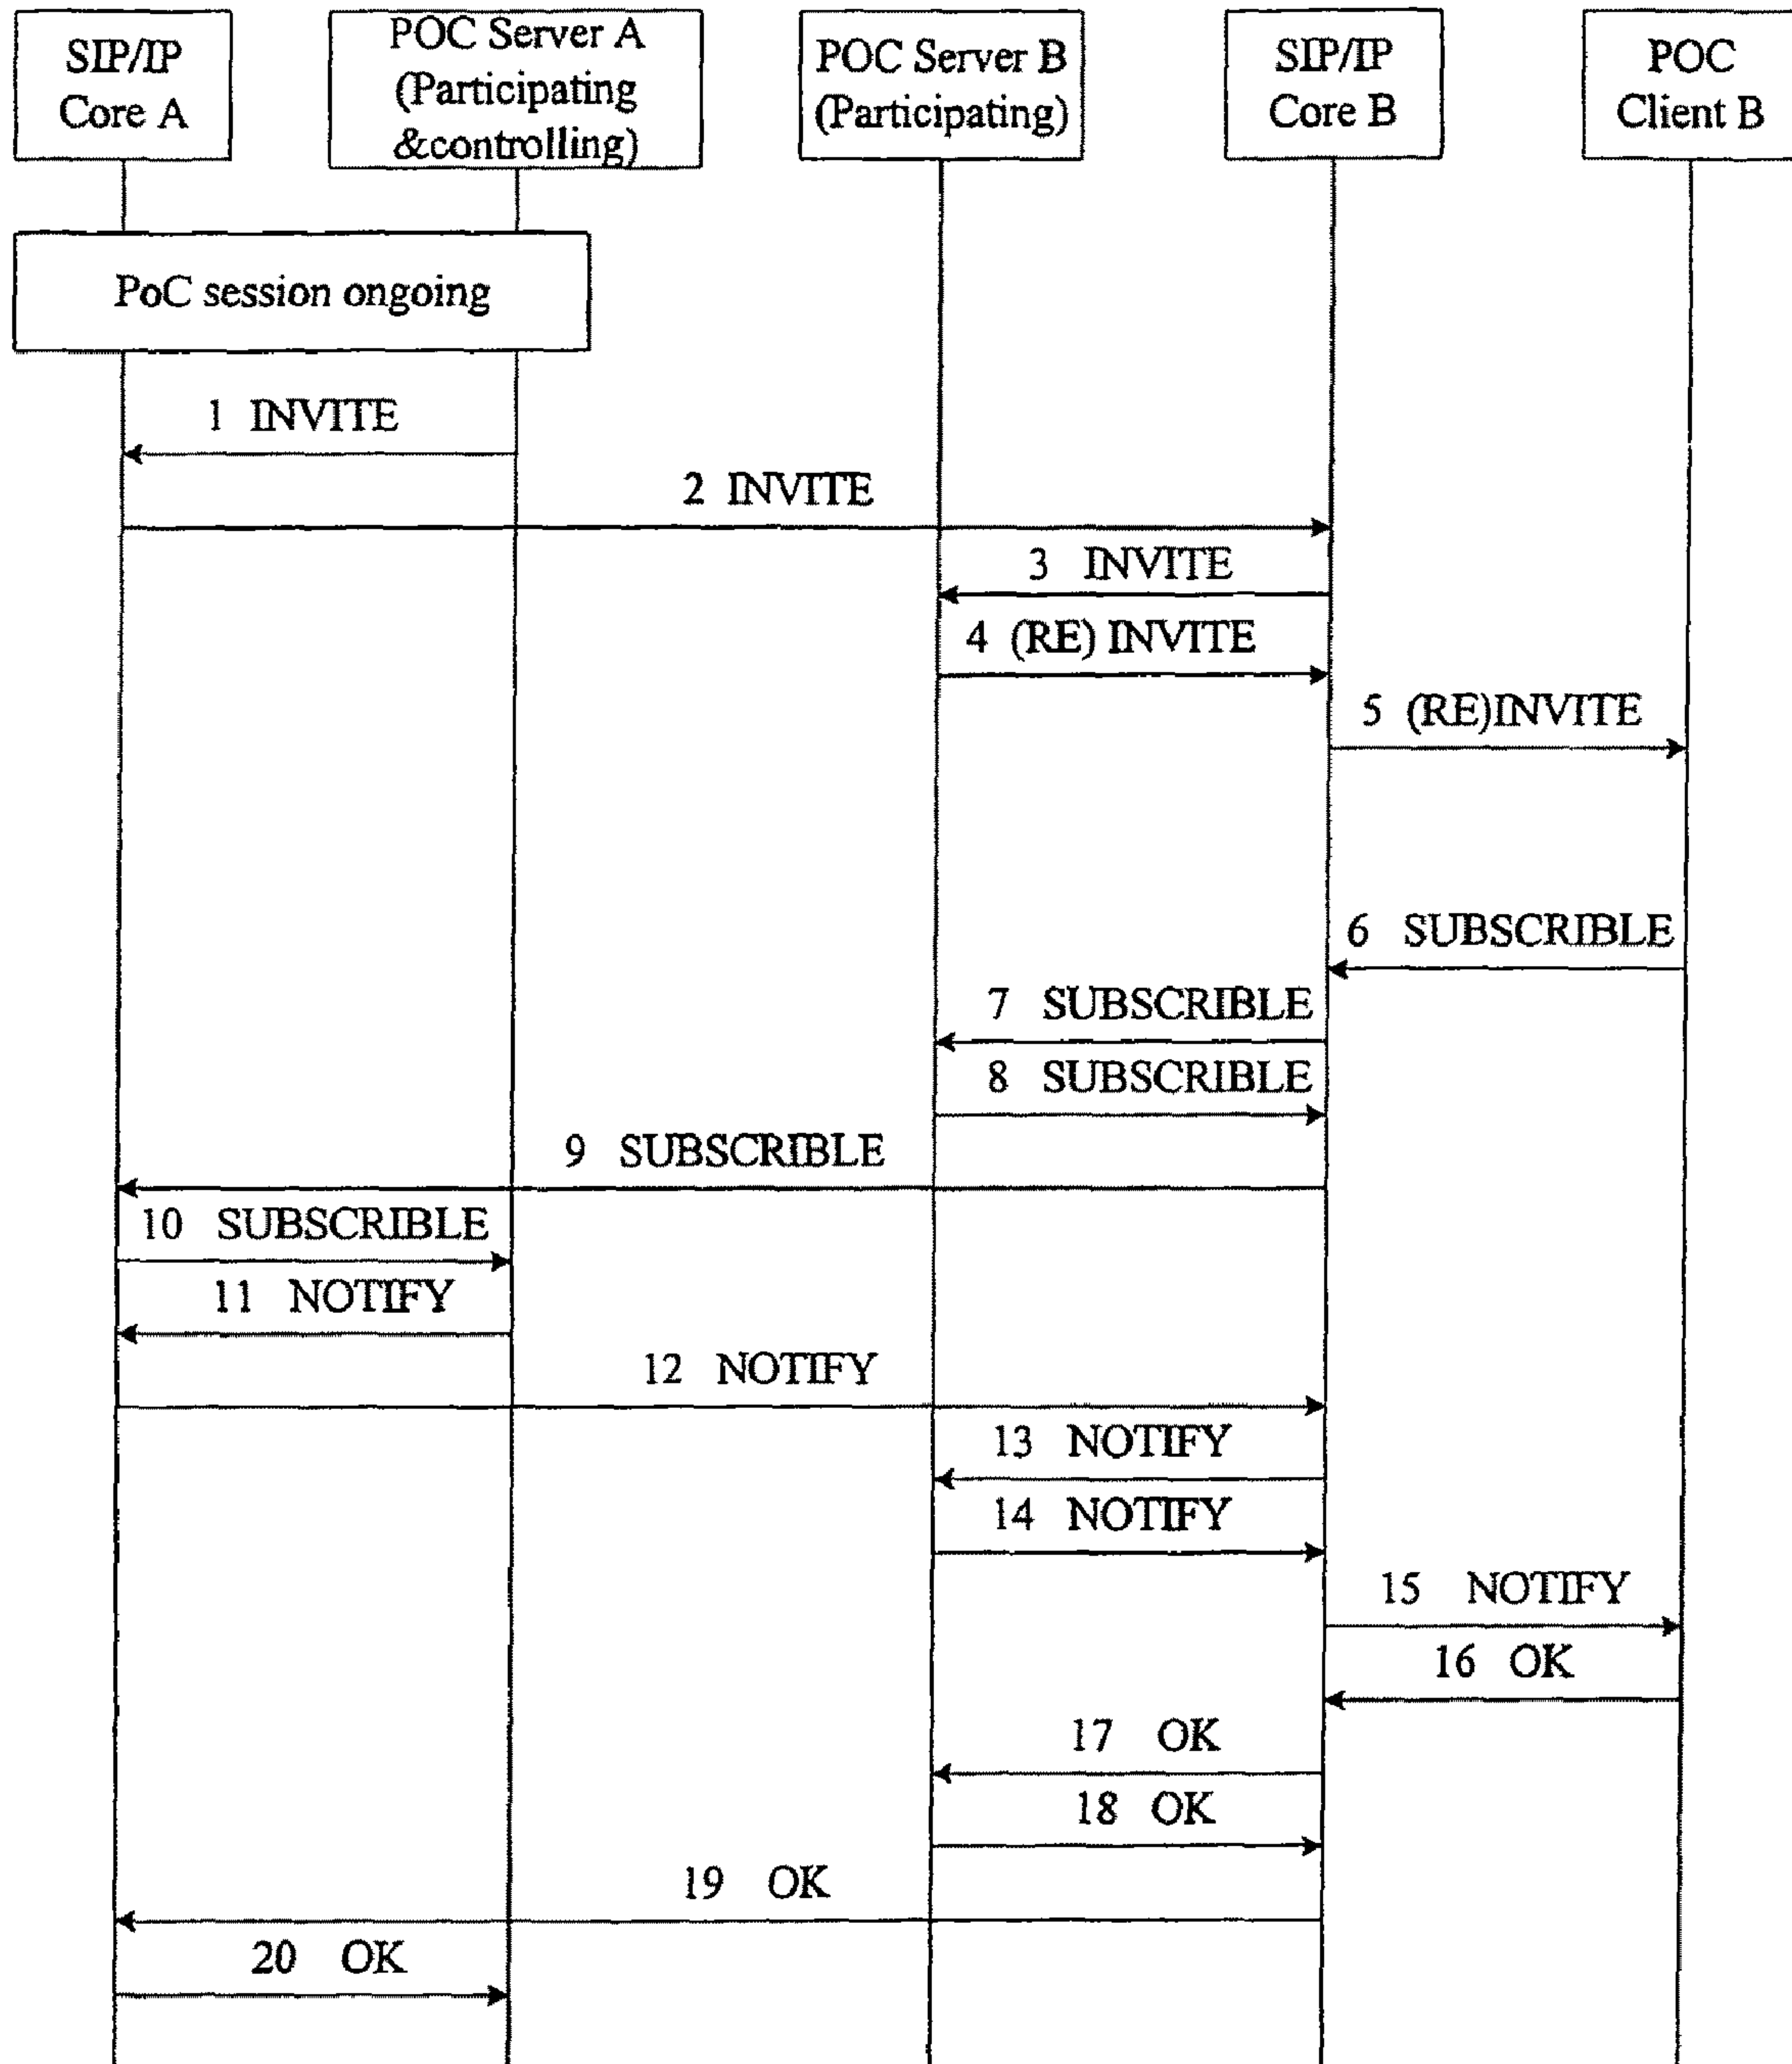 SIP/IP
Core A
POC Server A
(Participating
&controlling)
POC Server B
(Participating)
SIP/IP
Core B
POC
Client B
PoC session ongoing
1 INVITE
2 INVITE
3 INVITE
4 (RE) INVITE
5 (RE)INVITE
6 SUBSCRIBLE
7 SUBSCRIBLE
8 SUBSCRIBLE
9 SUBSCRIBLE
10 SUBSCRIBLE
11 NOTIFY
12 NOTIFY
13 NOTIFY
14 NOTIFY
15 NOTIFY
16 OK
17 OK
18 OK
19 OK
20 OK